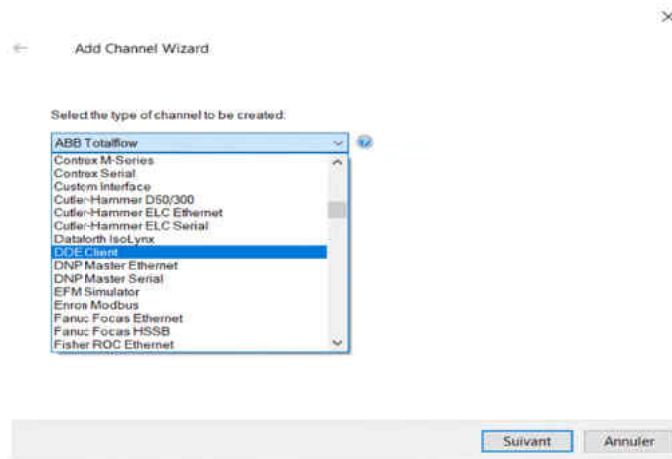 Add Channel Wizard
Select the type of channel to be created:
ABB Totalflow
Contrex M-Series
Contrex Serial
Custom Interface
Cutler-Hammer D50/300
Cutler-Hammer ELC Ethernet
Cutler-Hammer ELC Serial
Dataforth IsoLynx
DDE Client
DNP Master Ethernet
DNP Master Serial
EFM Simulator
Enron Modbus
Fanuc Focas Ethernet
Fanuc Focas HSSB
Fisher ROC Ethernet
Suivant
Annuler